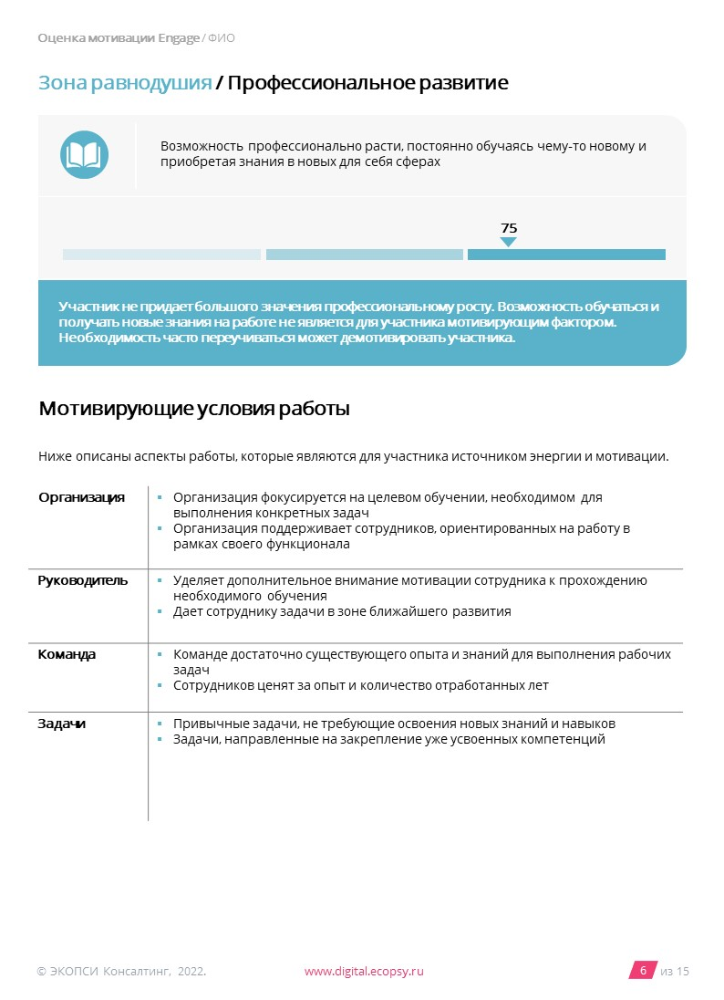 Оценка мотивации Engage / ФИО
Зона равнодушия / Профессиональное развитие
Возможность профессионально расти, постоянно обучаясь чему-то новому и
приобретая знания в новых для себя сферах
75
Участник не придает большого значения профессиональному росту. Возможность обучаться и
получать новые знания на работе не является для участника мотивирующим фактором.
Необходимость часто переучиваться может демотивировать участника.
Мотивирующие условия работы
Ниже описаны аспекты работы, которые являются для участника источником энергии и мотивации.
Организация
▪ Организация фокусируется на целевом обучении, необходимом для
выполнения конкретных задач
▪ Организация поддерживает сотрудников, ориентированных на работу в
рамках своего функционала
Руководитель
▪ Уделяет дополнительное внимание мотивации сотрудника к прохождению
необходимого обучения
▪ Дает сотруднику задачи в зоне ближайшего развития
Команда
▪ Команде достаточно существующего опыта и знаний для выполнения рабочих
задач
▪ Сотрудников ценят за опыт и количество отработанных лет
Задачи
▪ Привычные задачи, не требующие освоения новых знаний и навыков
▪ Задачи, направленные на закрепление уже усвоенных компетенций
© ЭКОПСИ Консалтинг, 2022.
www.digital.ecopsy.ru
6 из 15